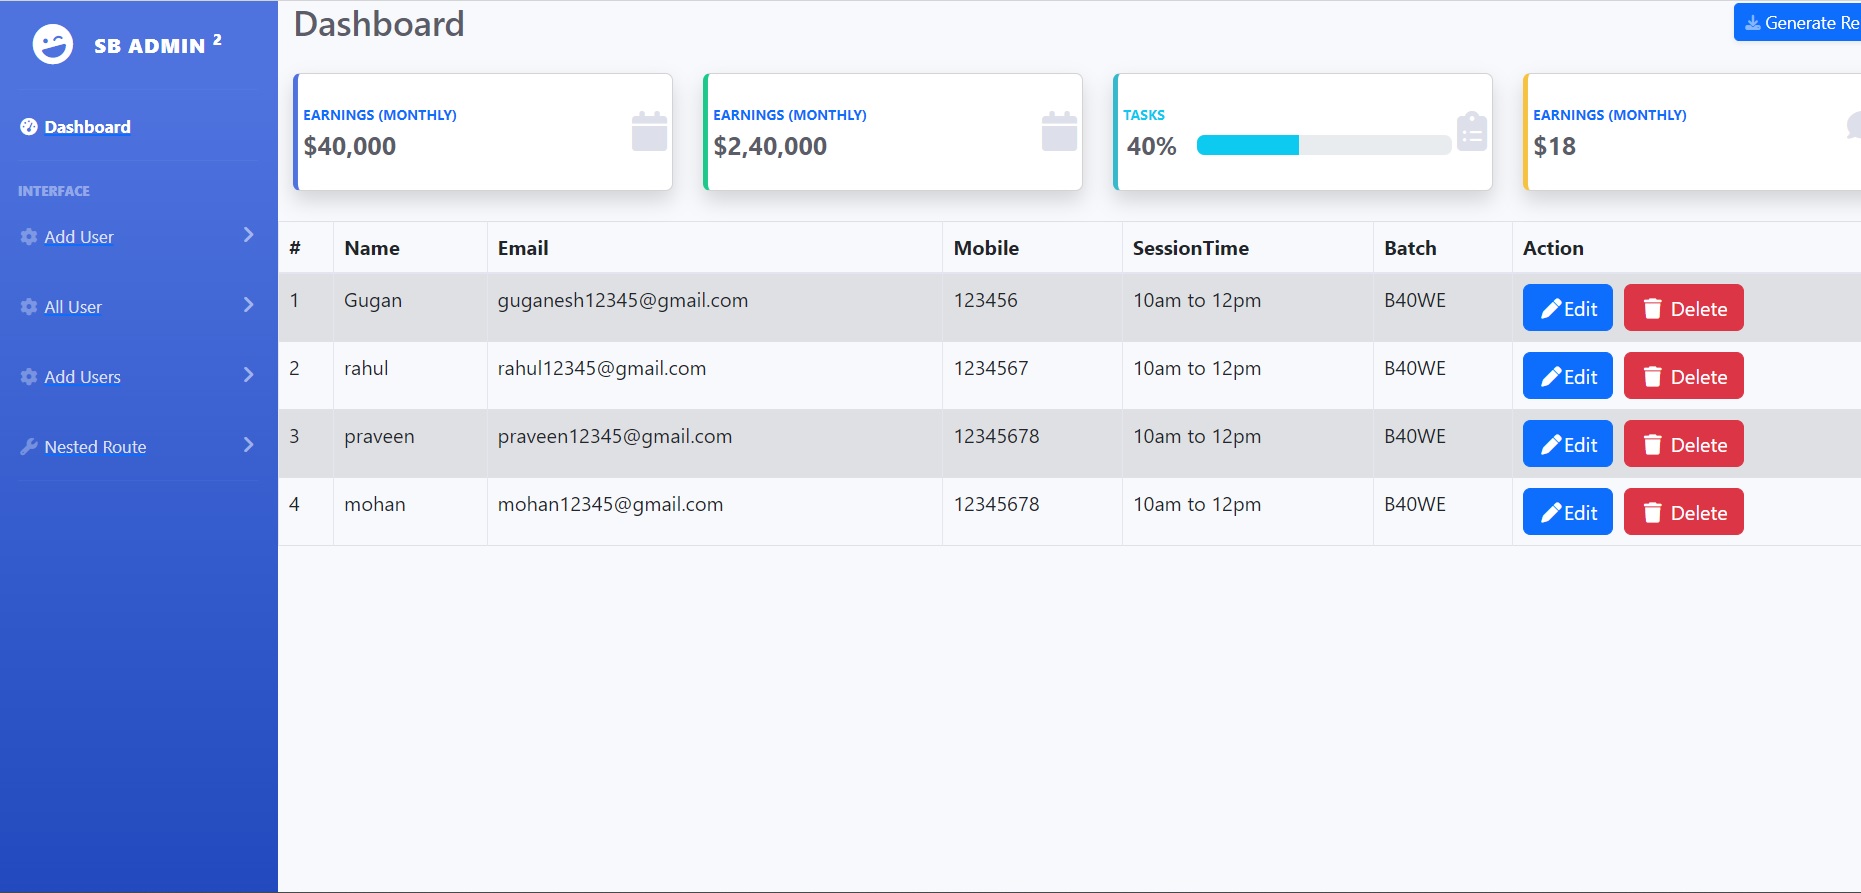 SB ADMIN 2
Dashboard
INTERFACE
Add User
All User
Add Users
Nested Route
Dashboard
Generate Re
EARNINGS (MONTHLY)
$40,000
EARNINGS (MONTHLY)
$2,40,000
TASKS
40%
EARNINGS (MONTHLY)
$18
# Name Email Mobile SessionTime Batch Action
1 Gugan guganesh12345@gmail.com 123456 10am to 12pm B40WE Edit Delete
2 rahul rahul12345@gmail.com 1234567 10am to 12pm B40WE Edit Delete
3 praveen praveen12345@gmail.com 12345678 10am to 12pm B40WE Edit Delete
4 mohan mohan12345@gmail.com 12345678 10am to 12pm B40WE Edit Delete